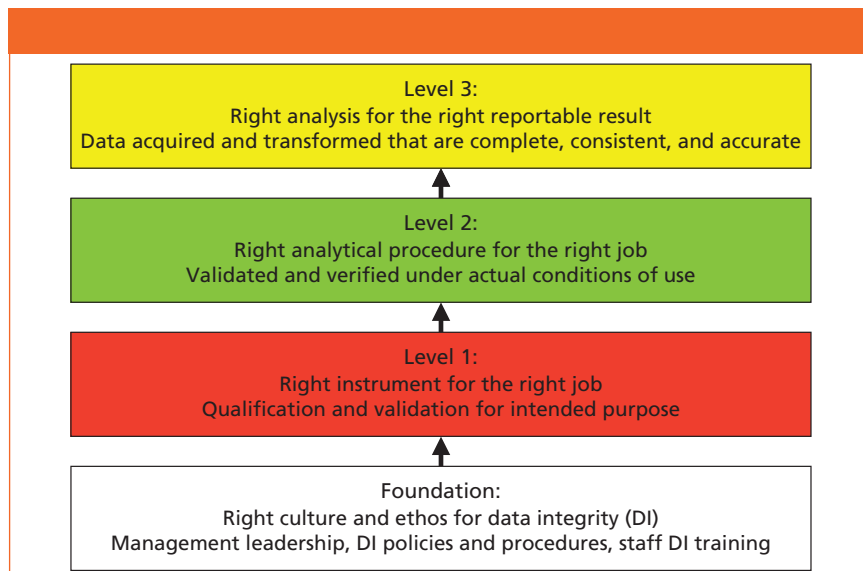 Level 3:
Right analysis for the right reportable result
Data acquired and transformed that are complete, consistent, and accurate
Level 2:
Right analytical procedure for the right job
Validated and verified under actual conditions of use
Level 1:
Right instrument for the right job
Qualification and validation for intended purpose
Foundation:
Right culture and ethos for data integrity (DI)
Management leadership, DI policies and procedures, staff DI training